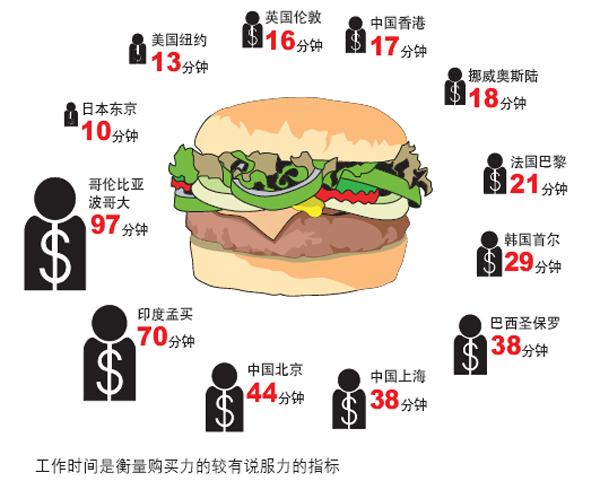 英国伦敦
16分钟
中国香港
17分钟
美国纽约
13分钟
挪威奥斯陆
18分钟
日本东京
10分钟
法国巴黎
21分钟
哥伦比亚
波哥大
97分钟
韩国首尔
29分钟
印度孟买
70分钟
巴西圣保罗
38分钟
中国北京
44分钟
中国上海
38分钟
工作时间是衡量购买力的较有说服力的指标